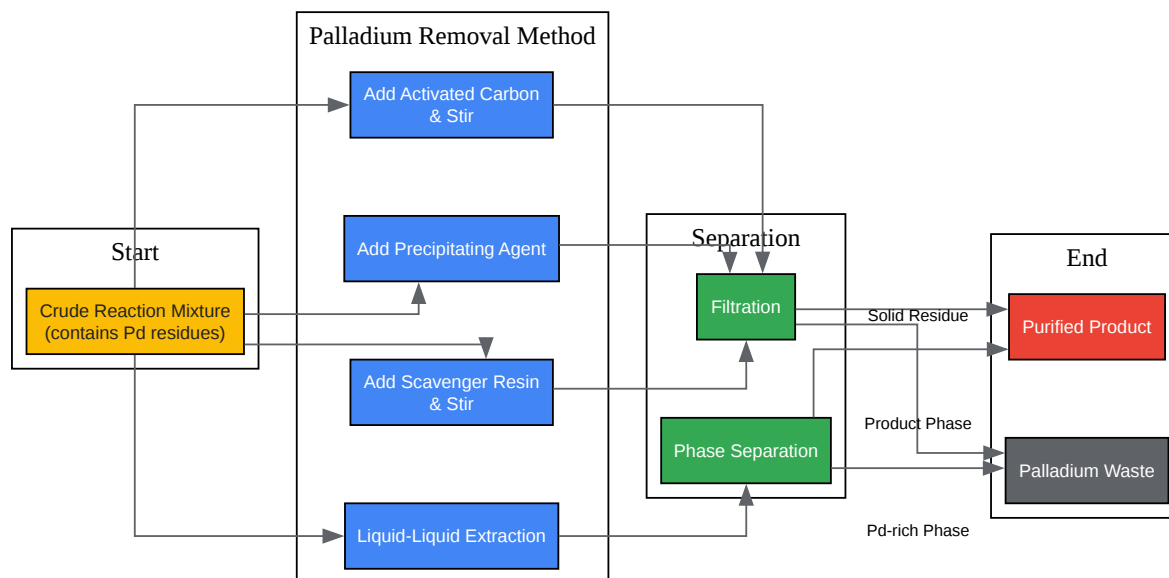 Palladium Removal Method
Add Activated Carbon
& Stir
Add Precipitating Agent
Start
Separation
End
Crude Reaction Mixture
(contains Pd residues)
Filtration
Solid Residue
Purified Product
Add Scavenger Resin
& Stir
Product Phase
Phase Separation
Palladium Waste
Liquid-Liquid Extraction
Pd-rich Phase